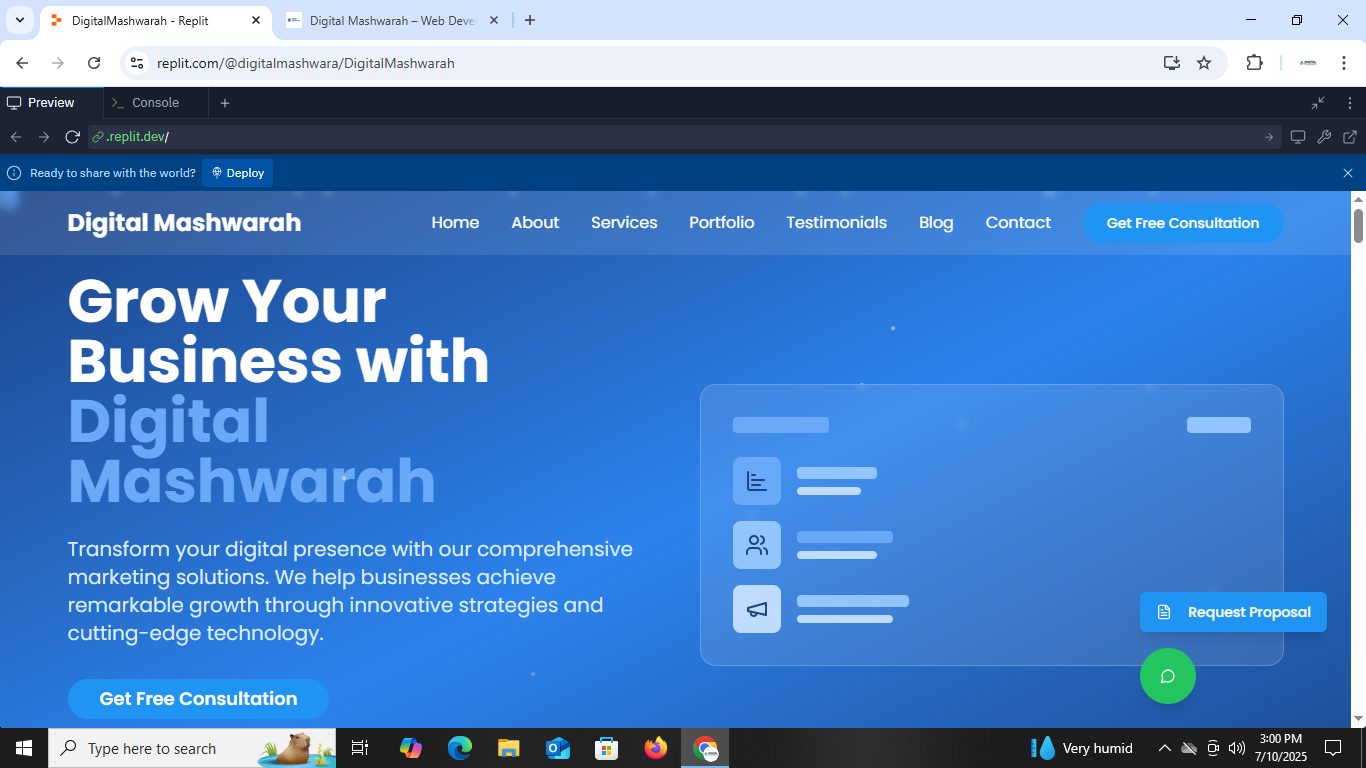 DigitalMashwarah - Replit
Digital Mashwarah – Web Deve
replit.com/@digitalmashwara/DigitalMashwarah
Preview
Console
.replit.dev/
Ready to share with the world?
Deploy
Digital Mashwarah
Home
About
Services
Portfolio
Testimonials
Blog
Contact
Get Free Consultation
Grow Your
Business with
Digital
Mashwarah
Transform your digital presence with our comprehensive
marketing solutions. We help businesses achieve
remarkable growth through innovative strategies and
cutting-edge technology.
Request Proposal
Get Free Consultation
Type here to search
Very humid
3:00 PM
7/10/2025